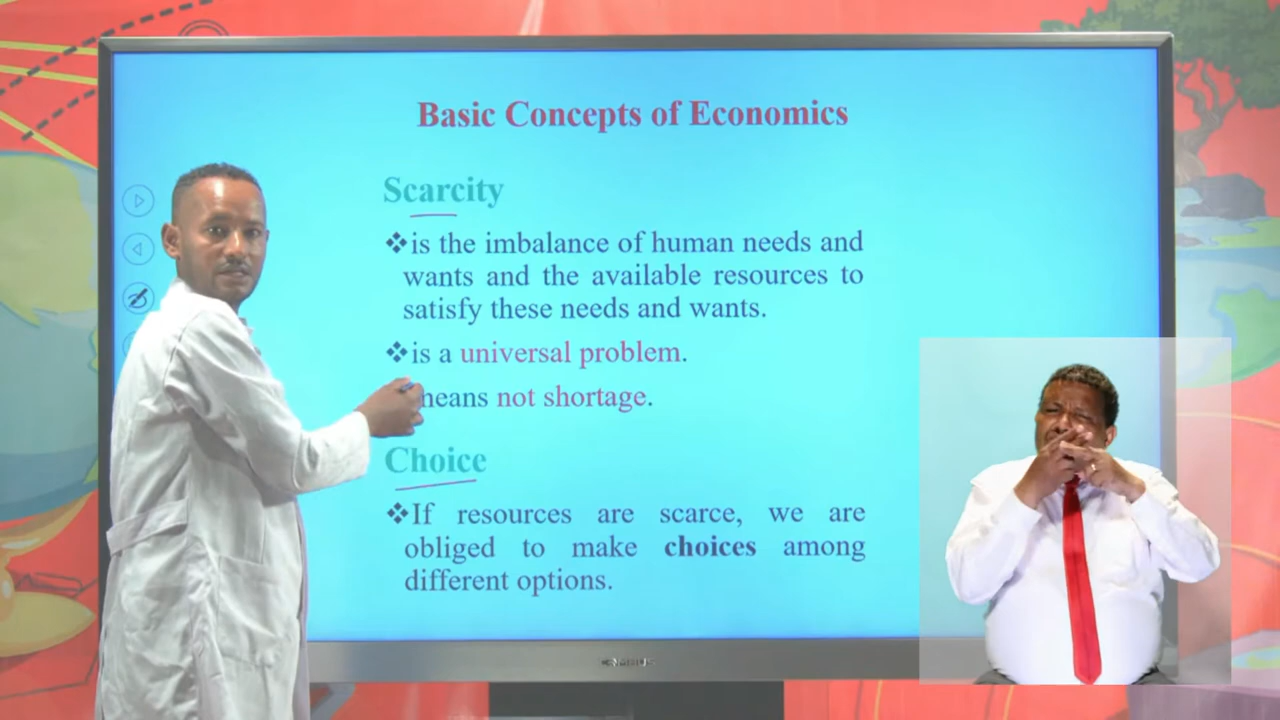 Basic Concepts of Economics
Scarcity
❖is the imbalance of human needs and
wants and the available resources to
satisfy these needs and wants.
❖is a universal problem.
means not shortage.
Choice
❖If resources are scarce, we are
obliged to make choices among
different options.